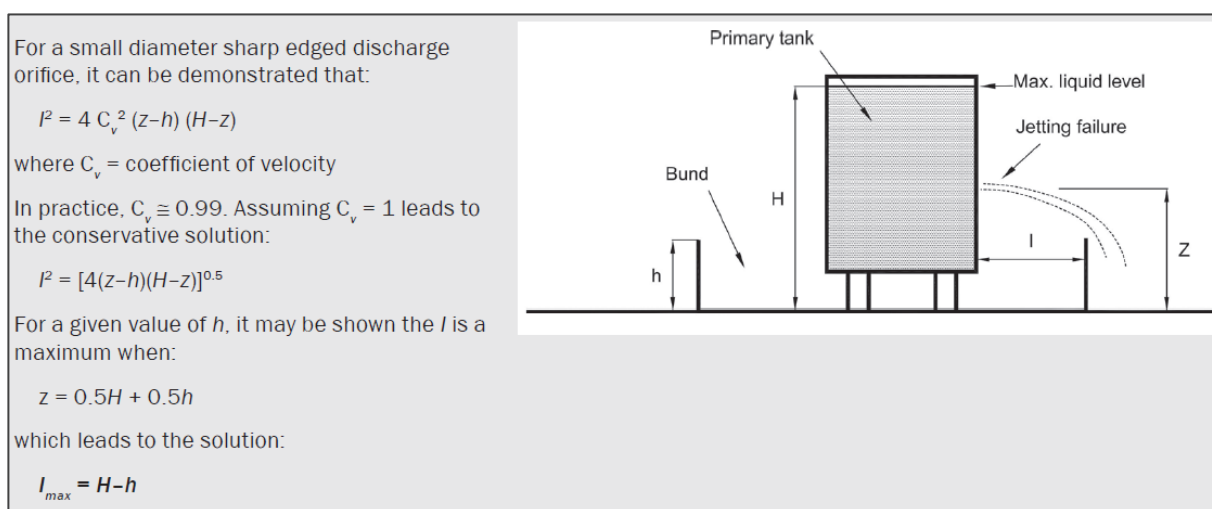 For a small diameter sharp edged discharge
orifice, it can be demonstrated that:
l² = 4 Cᵥ² (z–h) (H–z)
where Cᵥ = coefficient of velocity
In practice, Cᵥ ≅ 0.99. Assuming Cᵥ = 1 leads to
the conservative solution:
l² = [4(z–h)(H–z)]⁰·⁵
For a given value of h, it may be shown the l is a
maximum when:
z = 0.5H + 0.5h
which leads to the solution:
lₘₐₓ = H–h
Primary tank
Max. liquid level
Jetting failure
Bund
H
h
l
Z